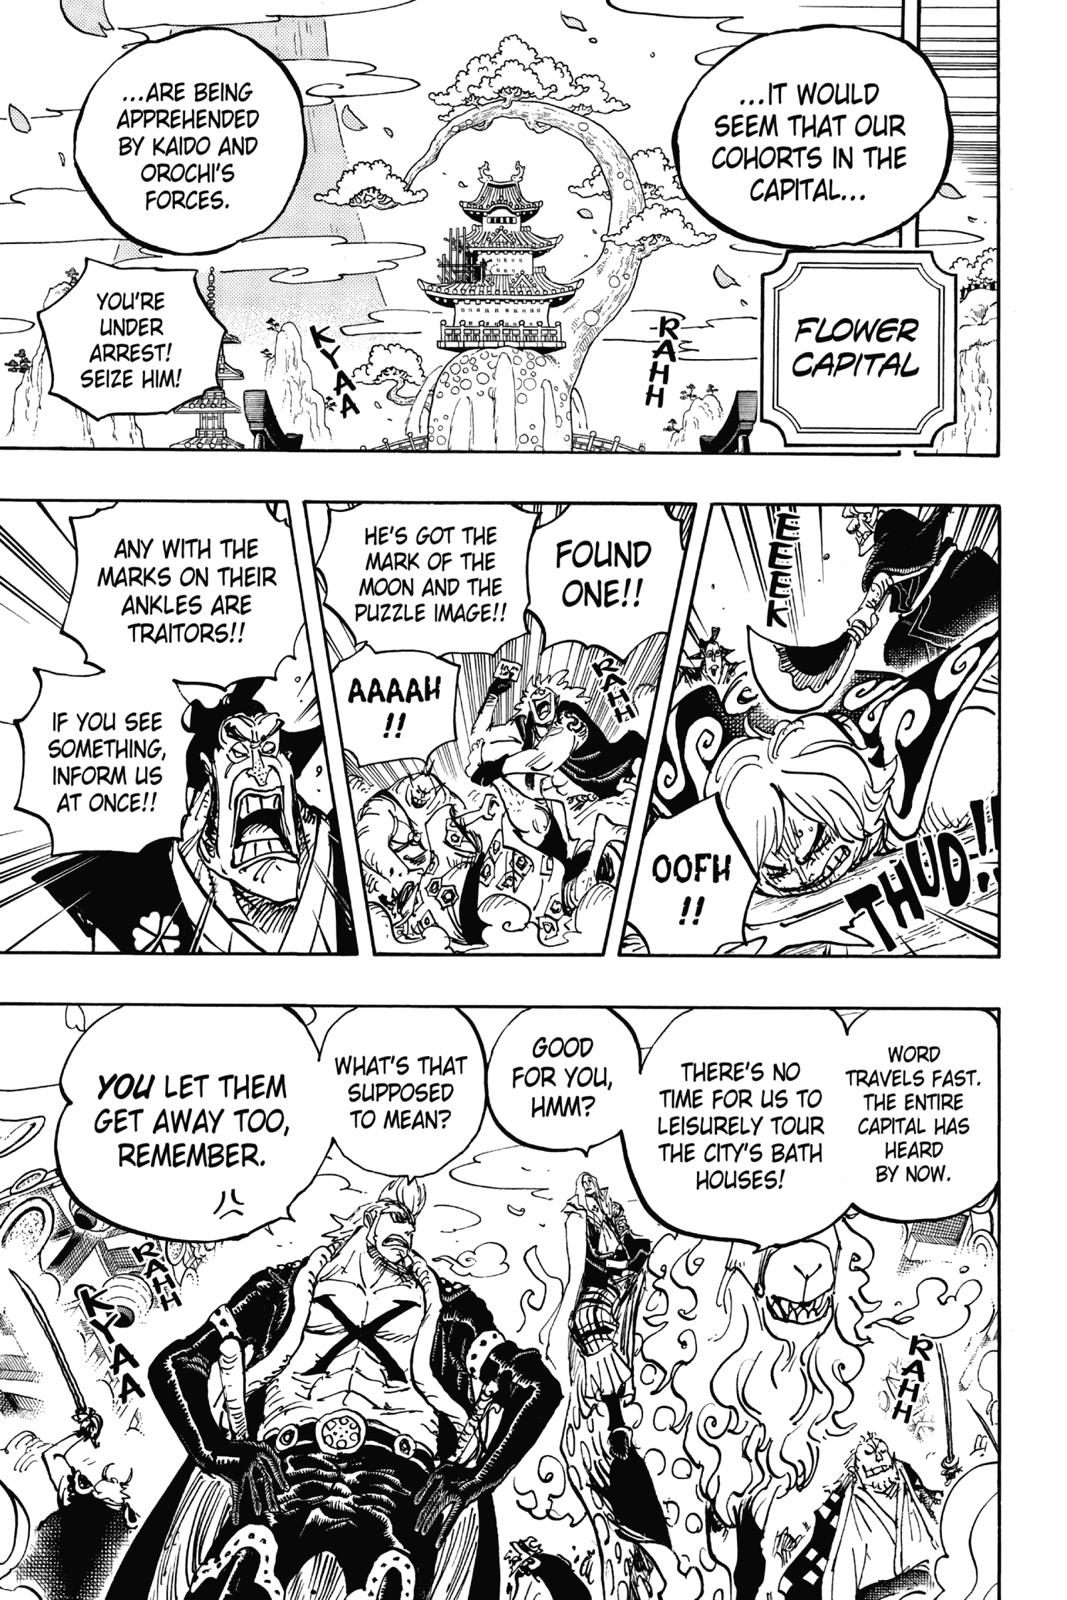 ...IT WOULD
SEEM THAT OUR
COHORTS IN THE
CAPITAL...
...ARE BEING
APPREHENDED
BY KAIDO AND
OROCHI'S
FORCES.
FLOWER
CAPITAL
RAHH
KYAA
YOU'RE
UNDER
ARREST!
SEIZE HIM!
EEEEK
OOFH
!!
THUD..!!
FOUND
ONE!!
HE'S GOT THE
MARK OF THE
MOON AND THE
PUZZLE IMAGE!!
RAHH
AAAAH
!!
ANY WITH THE
MARKS ON THEIR
ANKLES ARE
TRAITORS!!
IF YOU SEE
SOMETHING,
INFORM US
AT ONCE!!
WORD
TRAVELS FAST.
THE ENTIRE
CAPITAL HAS
HEARD
BY NOW.
THERE'S NO
TIME FOR US TO
LEISURELY TOUR
THE CITY'S BATH
HOUSES!
GOOD
FOR YOU,
HMM?
WHAT'S THAT
SUPPOSED
TO MEAN?
YOU LET THEM
GET AWAY TOO,
REMEMBER.
RAHH
RAHH
KYAA